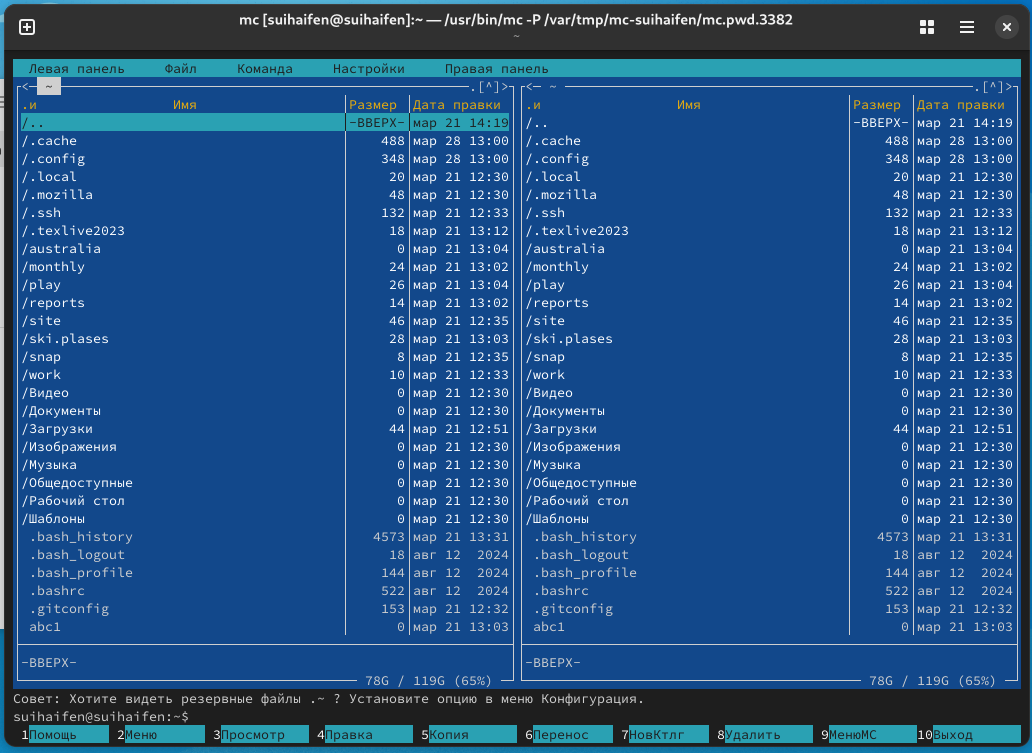 mc [suihaifen@suihaifen]:~ — /usr/bin/mc -P /var/tmp/mc-suihaifen/mc.pwd.3382
~
Левая панель Файл Команда Настройки Правая панель
<─ ~ .[^]> <─ ~ .[^]>
.и Имя Размер Дата правки .и Имя Размер Дата правки
/.. -ВВЕРХ- мар 21 14:19 /.. -ВВЕРХ- мар 21 14:19
/.cache 488 мар 28 13:00 /.cache 488 мар 28 13:00
/.config 348 мар 28 13:00 /.config 348 мар 28 13:00
/.local 20 мар 21 12:30 /.local 20 мар 21 12:30
/.mozilla 48 мар 21 12:30 /.mozilla 48 мар 21 12:30
/.ssh 132 мар 21 12:33 /.ssh 132 мар 21 12:33
/.texlive2023 18 мар 21 13:12 /.texlive2023 18 мар 21 13:12
/australia 0 мар 21 13:04 /australia 0 мар 21 13:04
/monthly 24 мар 21 13:02 /monthly 24 мар 21 13:02
/play 26 мар 21 13:04 /play 26 мар 21 13:04
/reports 14 мар 21 13:02 /reports 14 мар 21 13:02
/site 46 мар 21 12:35 /site 46 мар 21 12:35
/ski.plases 28 мар 21 13:03 /ski.plases 28 мар 21 13:03
/snap 8 мар 21 12:35 /snap 8 мар 21 12:35
/work 10 мар 21 12:33 /work 10 мар 21 12:33
/Видео 0 мар 21 12:30 /Видео 0 мар 21 12:30
/Документы 0 мар 21 12:30 /Документы 0 мар 21 12:30
/Загрузки 44 мар 21 12:51 /Загрузки 44 мар 21 12:51
/Изображения 0 мар 21 12:30 /Изображения 0 мар 21 12:30
/Музыка 0 мар 21 12:30 /Музыка 0 мар 21 12:30
/Общедоступные 0 мар 21 12:30 /Общедоступные 0 мар 21 12:30
/Рабочий стол 0 мар 21 12:30 /Рабочий стол 0 мар 21 12:30
/Шаблоны 0 мар 21 12:30 /Шаблоны 0 мар 21 12:30
.bash_history 4573 мар 21 13:31 .bash_history 4573 мар 21 13:31
.bash_logout 18 авг 12 2024 .bash_logout 18 авг 12 2024
.bash_profile 144 авг 12 2024 .bash_profile 144 авг 12 2024
.bashrc 522 авг 12 2024 .bashrc 522 авг 12 2024
.gitconfig 153 мар 21 12:32 .gitconfig 153 мар 21 12:32
abc1 0 мар 21 13:03 abc1 0 мар 21 13:03
-ВВЕРХ- -ВВЕРХ-
78G / 119G (65%) 78G / 119G (65%)
Совет: Хотите видеть резервные файлы .~ ? Установите опцию в меню Конфигурация.
suihaifen@suihaifen:~$
1Помощь 2Меню 3Просмотр 4Правка 5Копия 6Перенос 7НовКтлг 8Удалить 9МенюMC 10Выход